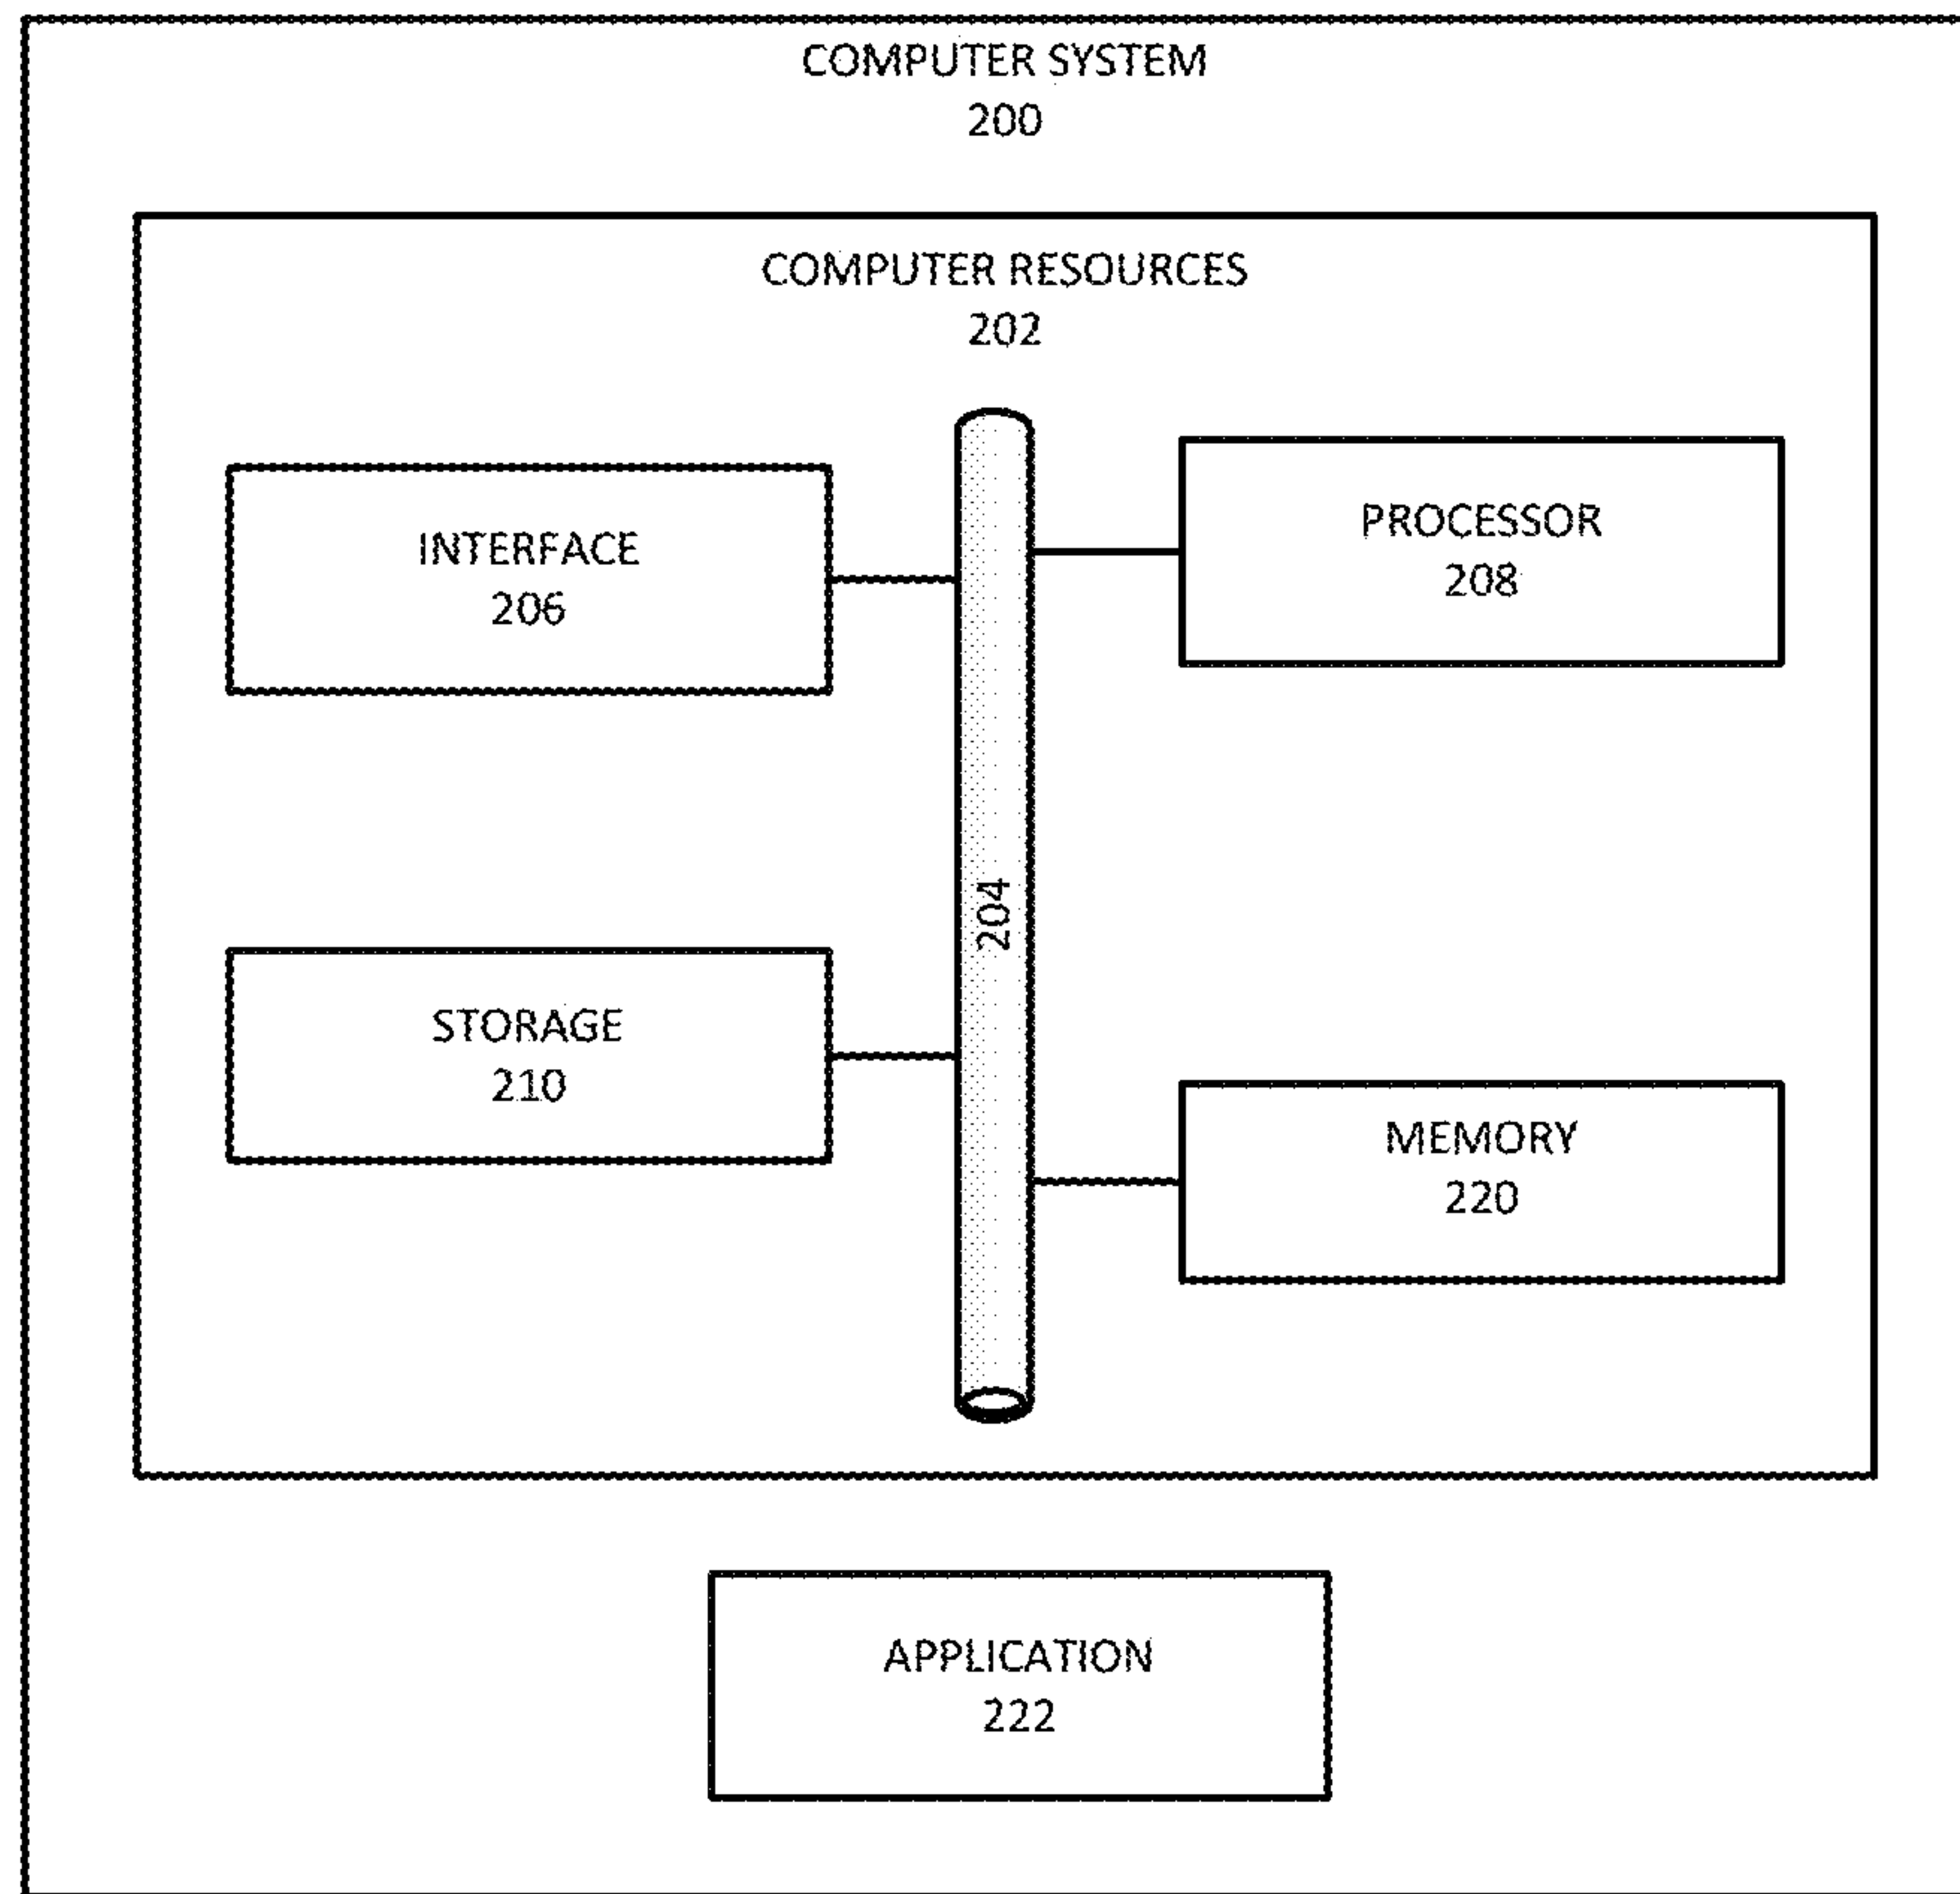 COMPUTER SYSTEM
200
COMPUTER RESOURCES
202
INTERFACE
206
PROCESSOR
208
204
STORAGE
210
MEMORY
220
APPLICATION
222